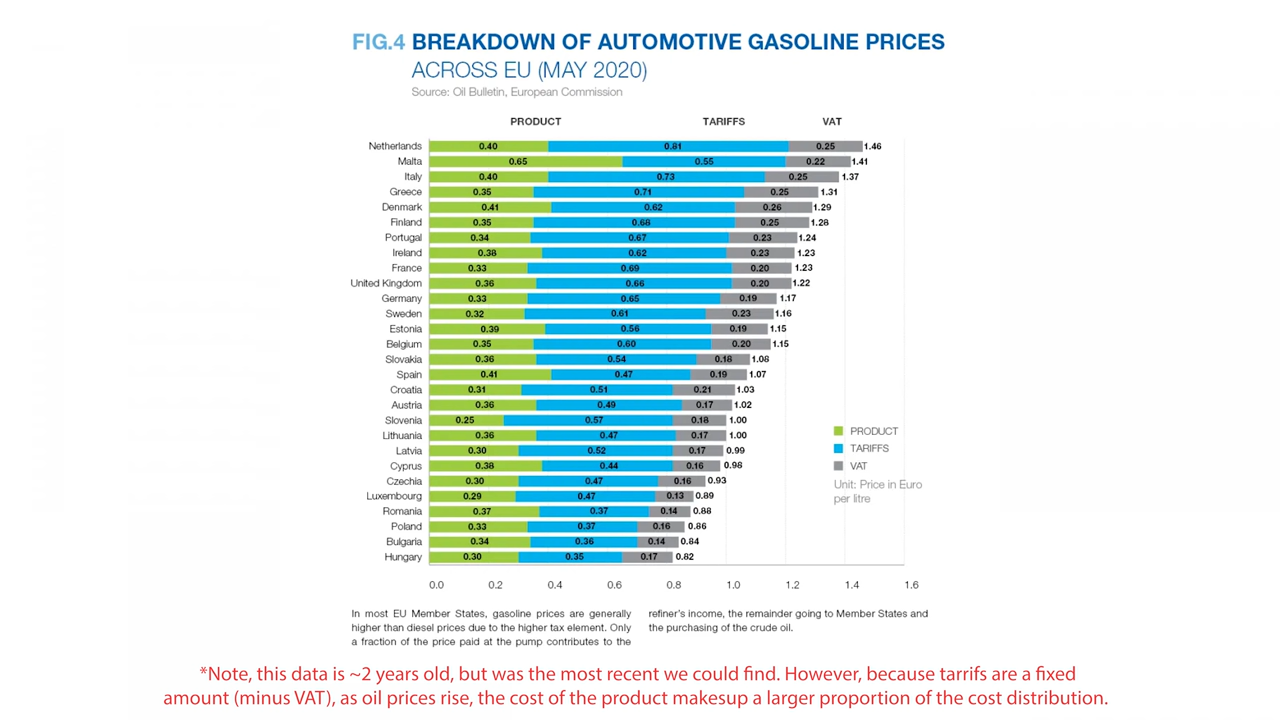 FIG.4 BREAKDOWN OF AUTOMOTIVE GASOLINE PRICES
ACROSS EU (MAY 2020)
Source: Oil Bulletin, European Commission
PRODUCT TARIFFS VAT
Netherlands 0.40 0.81 0.25 1.46
Malta 0.65 0.55 0.22 1.41
Italy 0.40 0.73 0.25 1.37
Greece 0.35 0.71 0.25 1.31
Denmark 0.41 0.62 0.26 1.29
Finland 0.35 0.68 0.25 1.28
Portugal 0.34 0.67 0.23 1.24
Ireland 0.38 0.62 0.23 1.23
France 0.33 0.69 0.20 1.23
United Kingdom 0.36 0.66 0.20 1.22
Germany 0.33 0.65 0.19 1.17
Sweden 0.32 0.61 0.23 1.16
Estonia 0.39 0.56 0.19 1.15
Belgium 0.35 0.60 0.20 1.15
Slovakia 0.36 0.54 0.18 1.08
Spain 0.41 0.47 0.19 1.07
Croatia 0.31 0.51 0.21 1.03
Austria 0.36 0.49 0.17 1.02
Slovenia 0.25 0.57 0.18 1.00
Lithuania 0.36 0.47 0.17 1.00
Latvia 0.30 0.52 0.17 0.99
Cyprus 0.38 0.44 0.16 0.98
Czechia 0.30 0.47 0.16 0.93
Luxembourg 0.29 0.47 0.13 0.89
Romania 0.37 0.37 0.14 0.88
Poland 0.33 0.37 0.16 0.86
Bulgaria 0.34 0.36 0.14 0.84
Hungary 0.30 0.35 0.17 0.82
PRODUCT
TARIFFS
VAT
Unit: Price in Euro
per litre
0.0 0.2 0.4 0.6 0.8 1.0 1.2 1.4 1.6
In most EU Member States, gasoline prices are generally
higher than diesel prices due to the higher tax element. Only
a fraction of the price paid at the pump contributes to the
refiner's income, the remainder going to Member States and
the purchasing of the crude oil.
*Note, this data is ~2 years old, but was the most recent we could find. However, because tarrifs are a fixed
amount (minus VAT), as oil prices rise, the cost of the product makesup a larger proportion of the cost distribution.